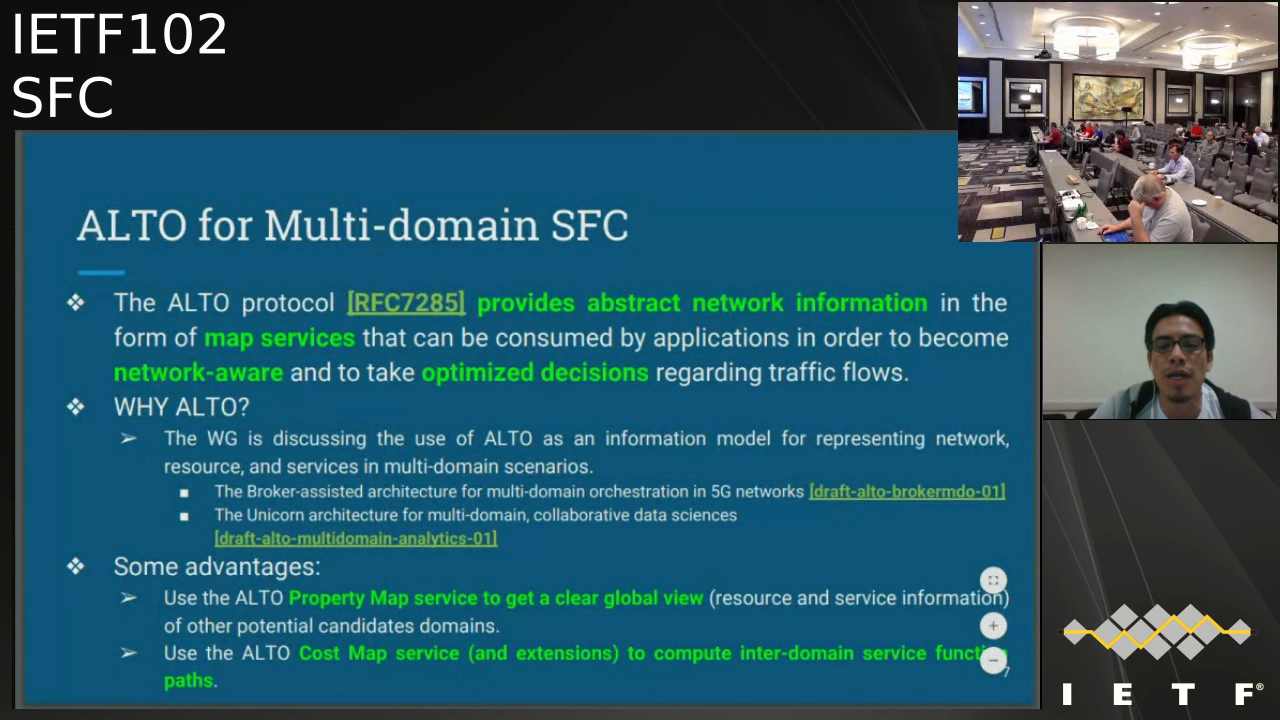 IETF102
SFC
ALTO for Multi-domain SFC
❖ The ALTO protocol [RFC7285] provides abstract network information in the
form of map services that can be consumed by applications in order to become
network-aware and to take optimized decisions regarding traffic flows.
❖ WHY ALTO?
➢ The WG is discussing the use of ALTO as an information model for representing network,
resource, and services in multi-domain scenarios.
■ The Broker-assisted architecture for multi-domain orchestration in 5G networks [draft-alto-brokermdo-01]
■ The Unicorn architecture for multi-domain, collaborative data sciences
[draft-alto-multidomain-analytics-01]
❖ Some advantages:
➢ Use the ALTO Property Map service to get a clear global view (resource and service information)
of other potential candidates domains.
➢ Use the ALTO Cost Map service (and extensions) to compute inter-domain service function
paths.
7
I E T F®